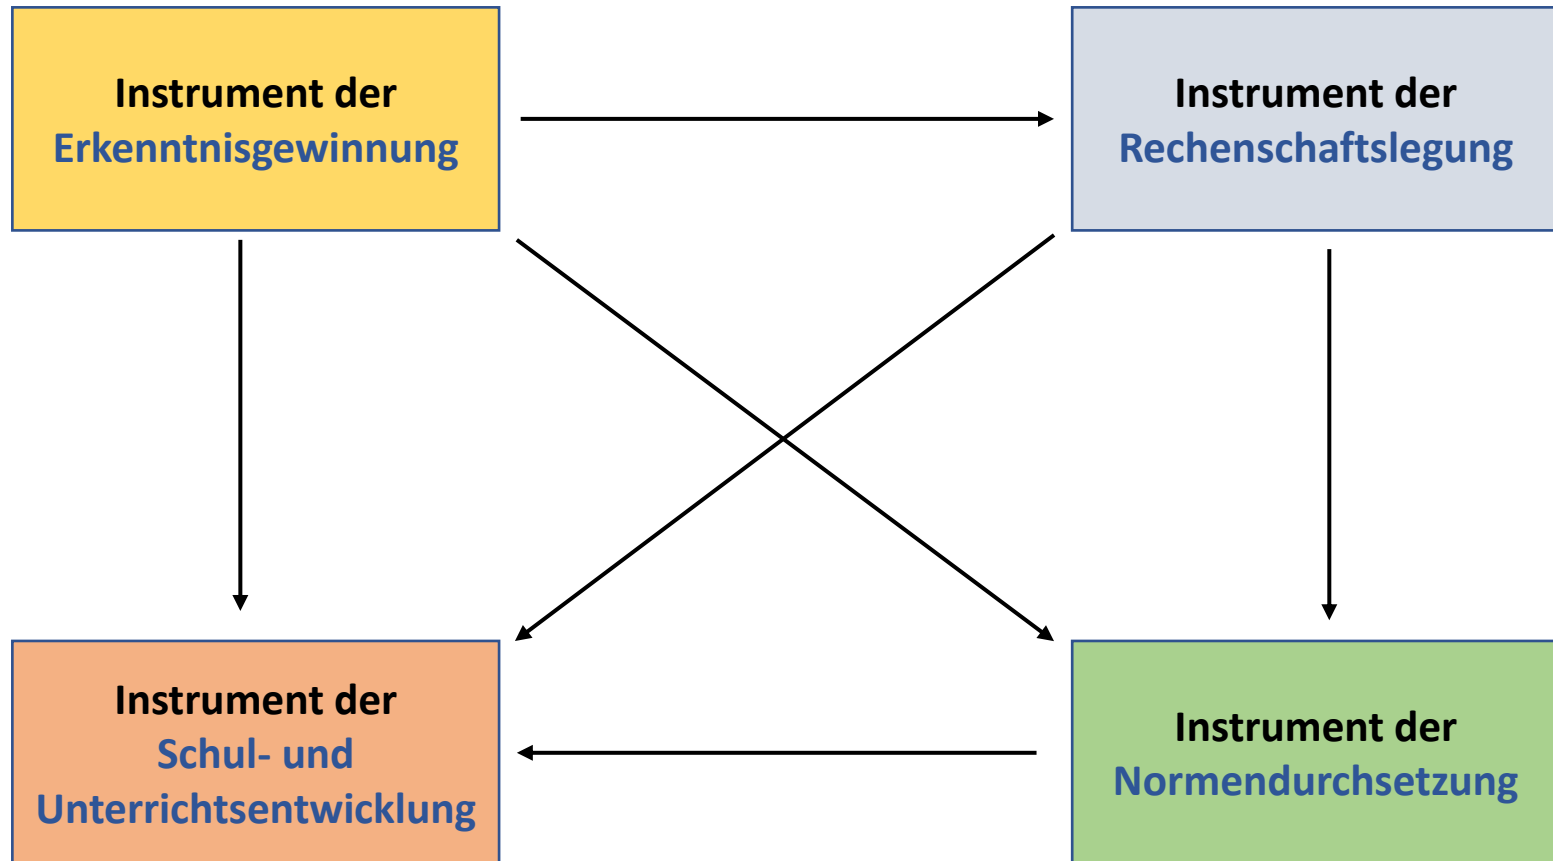 Instrument der
Erkenntnisgewinnung
Instrument der
Rechenschaftslegung
Instrument der
Schul- und
Unterrichtsentwicklung
Instrument der
Normendurchsetzung